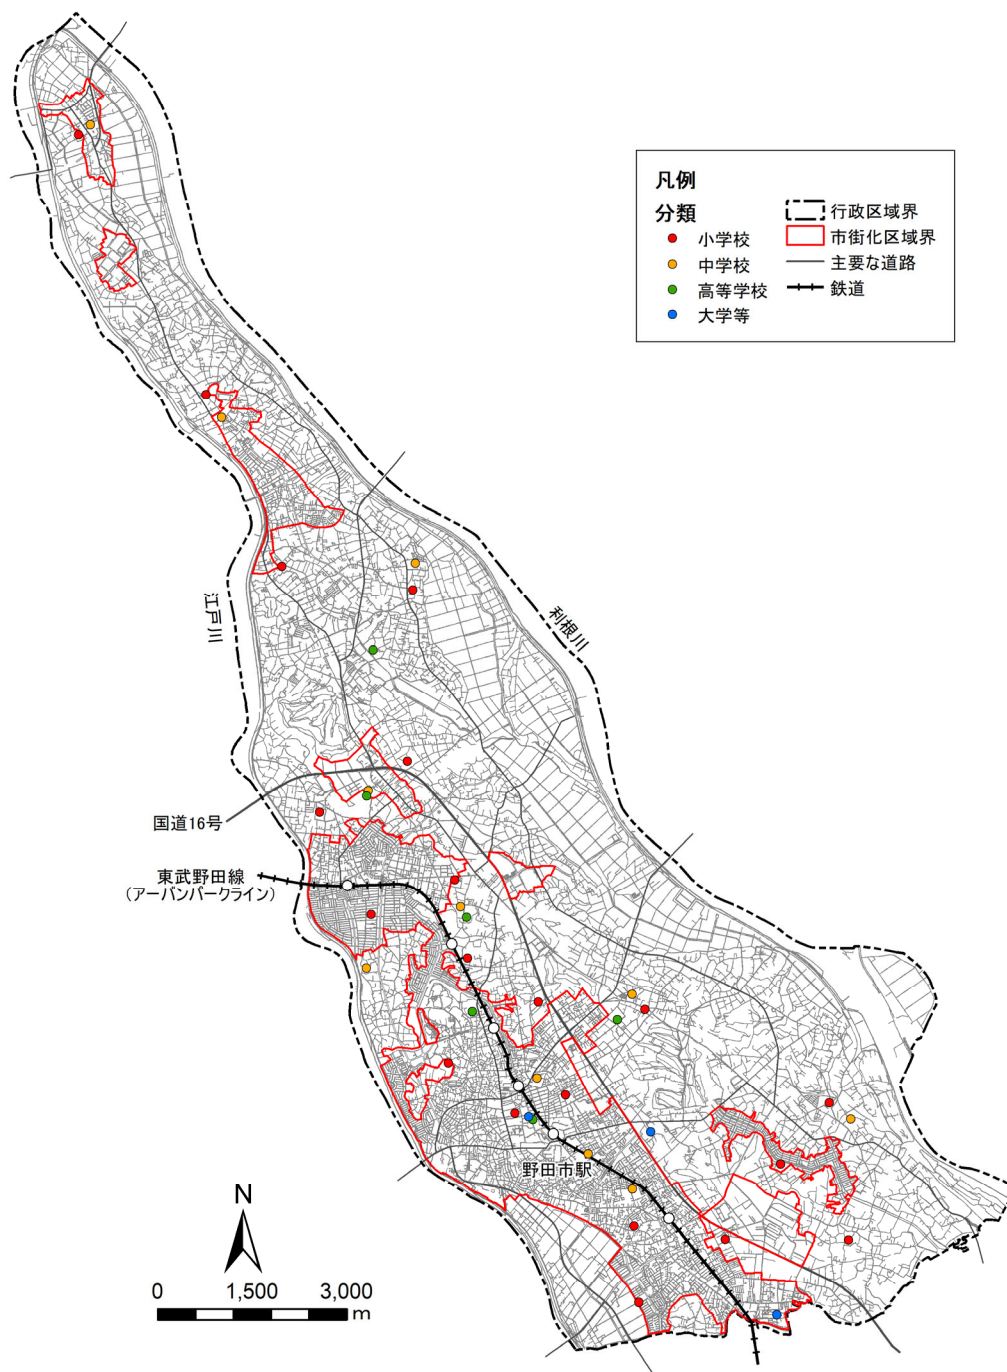 凡例
分類
小学校
中学校
高等学校
大学等
行政区域界
市街化区域界
主要な道路
鉄道
江戸川
利根川
国道16号
東武野田線
(アーバンパークライン)
野田市駅
N
0 1,500 3,000
m